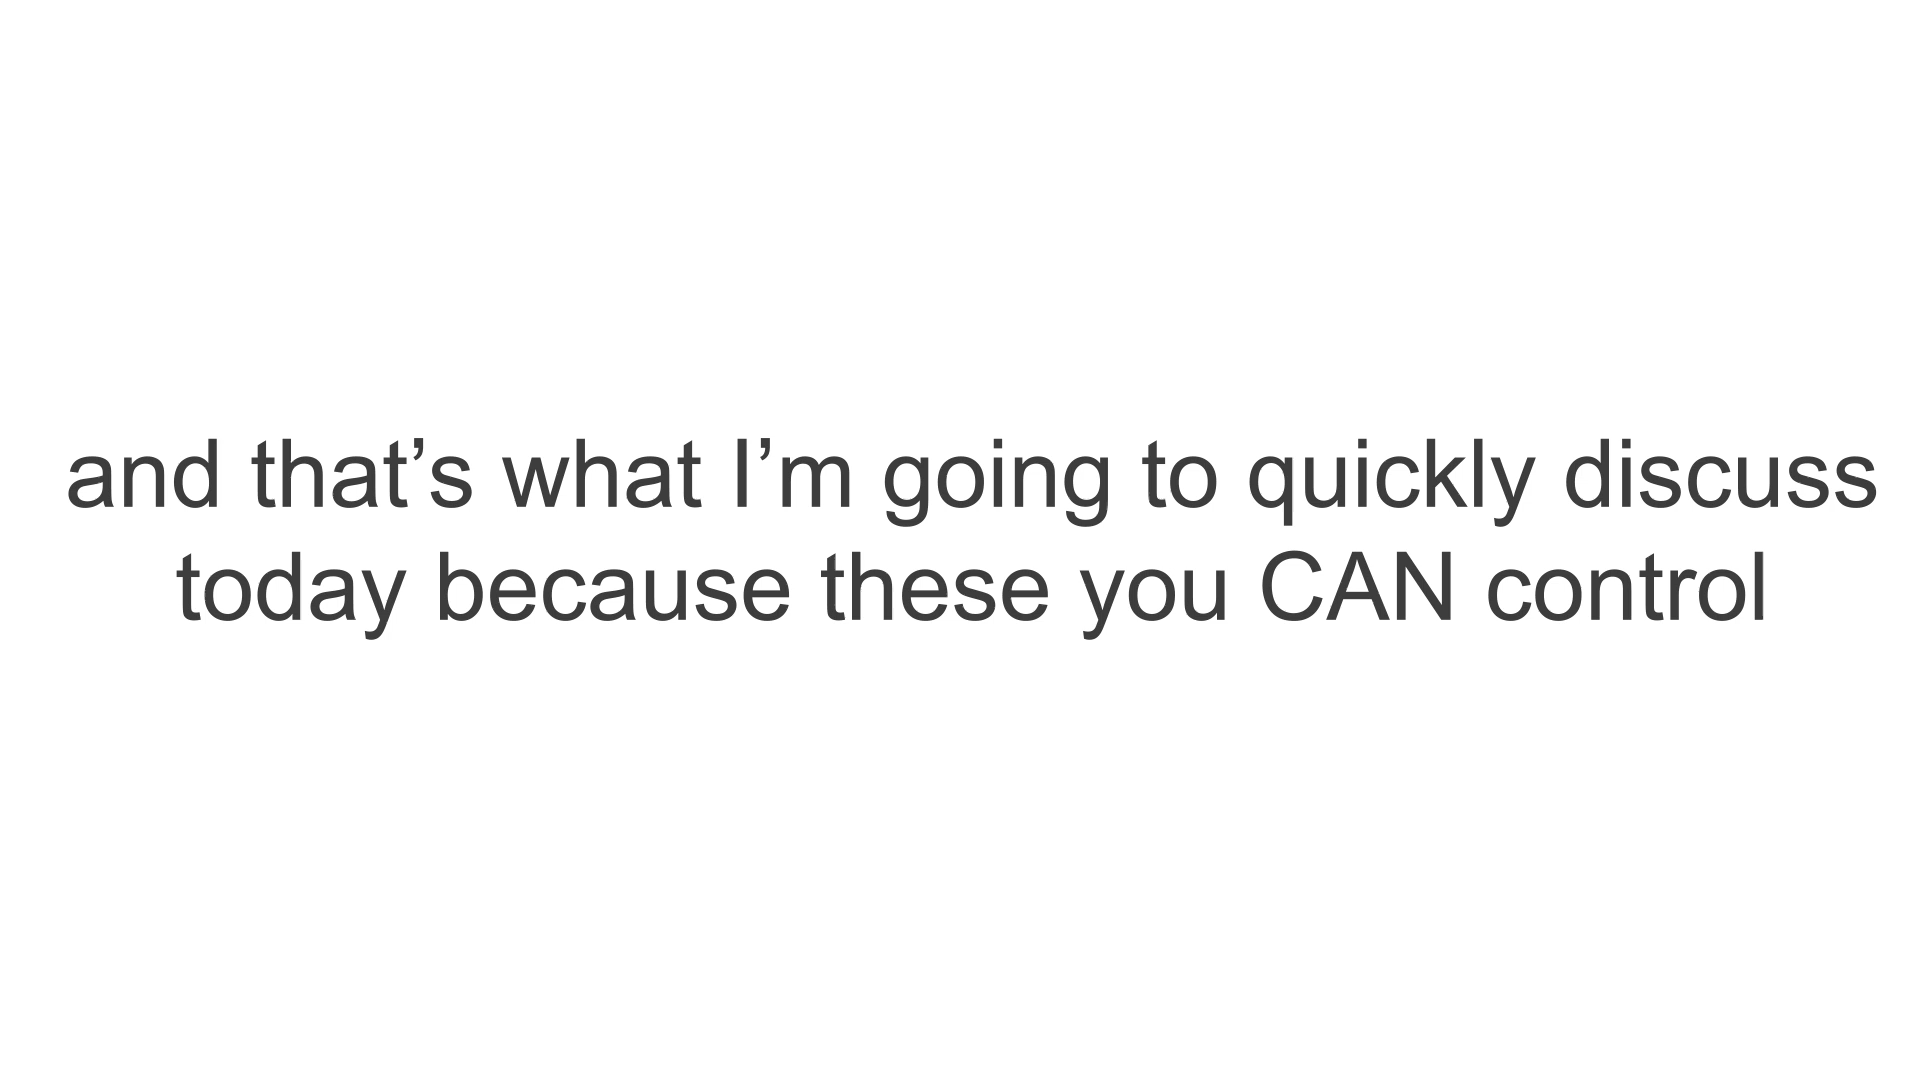 and that’s what I’m going to quickly discuss
today because these you CAN control